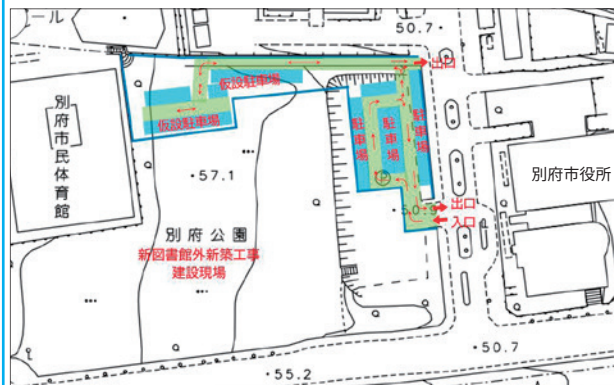 ール
50.7
出口
仮設駐車場
仮設駐車場
駐車場
駐車場
駐車場
別府市民体育館
57.1
P
50.9
出口
入口
別府市役所
別府公園
新図書館外新築工事
建設現場
50.7
55.2